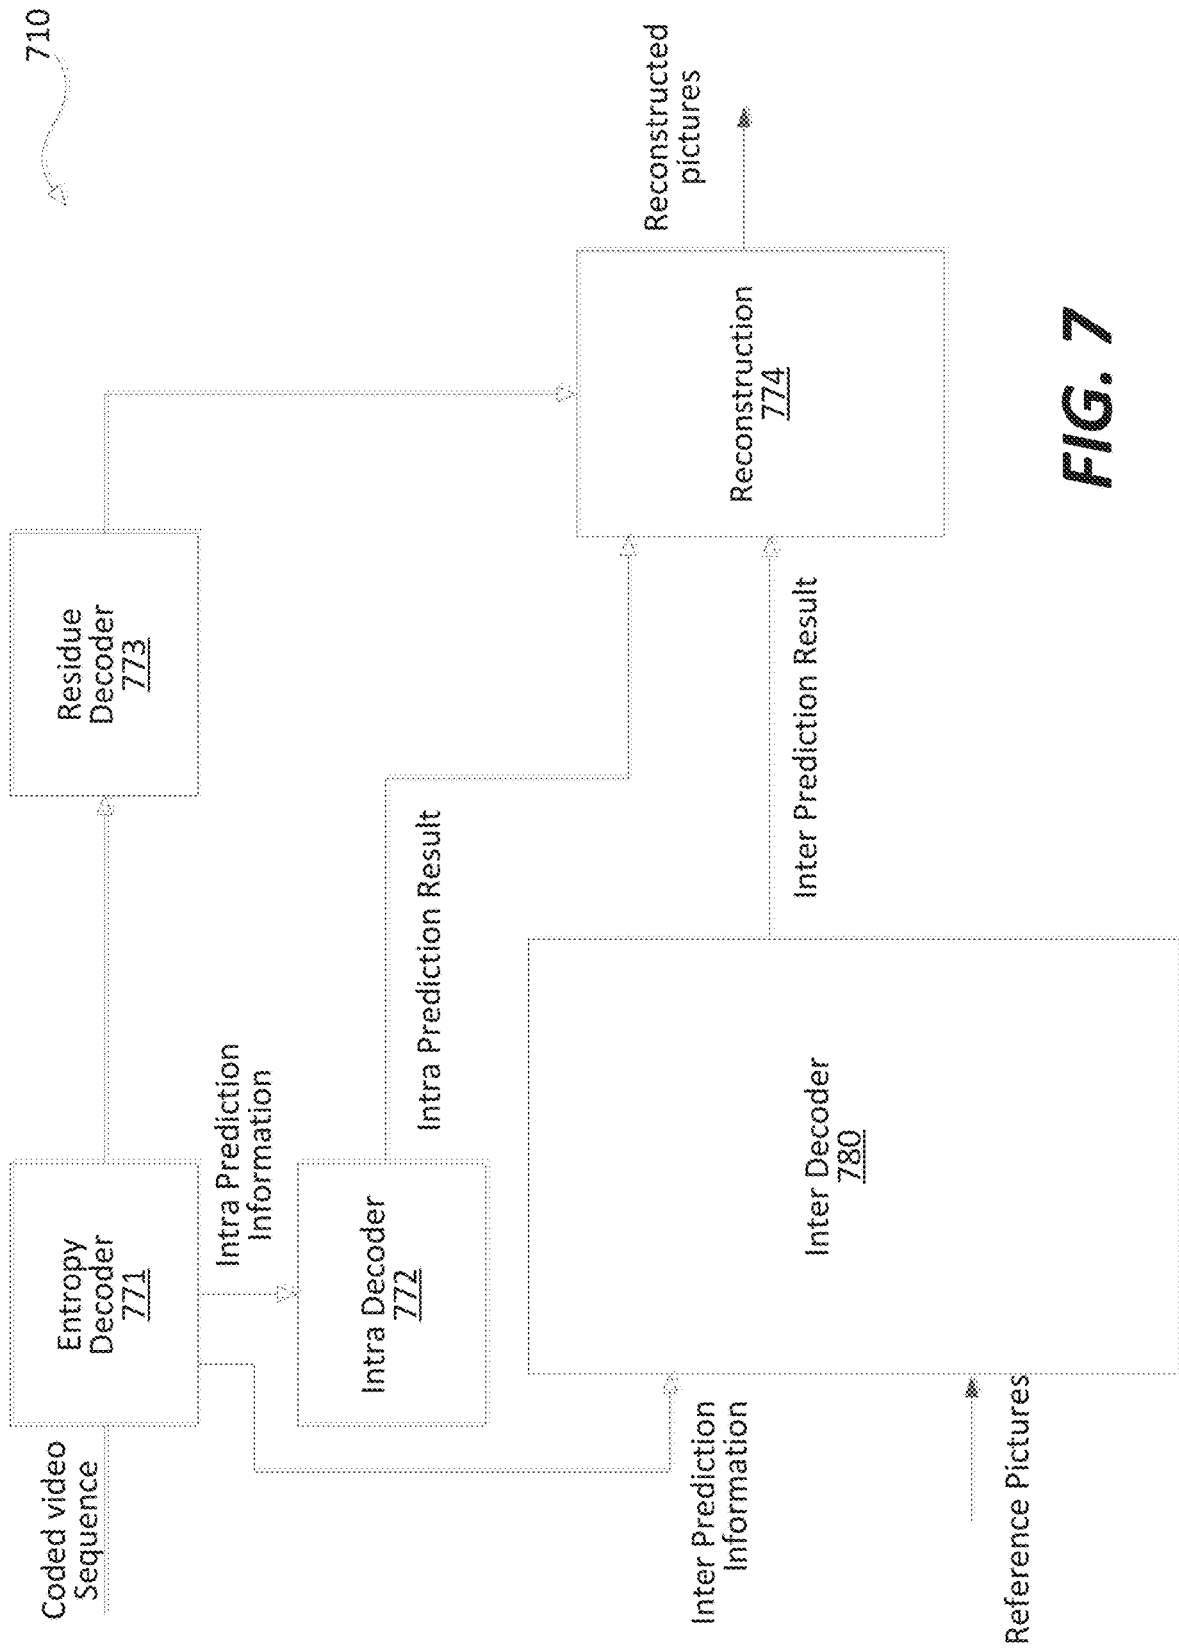 710
Coded video
Sequence
Entropy
Decoder
771
Residue
Decoder
773
Intra Prediction
Information
Intra Decoder
772
Intra Prediction Result
Reconstructed
pictures
Reconstruction
774
Inter Prediction
Information
Inter Decoder
780
Inter Prediction Result
Reference Pictures
FIG. 7